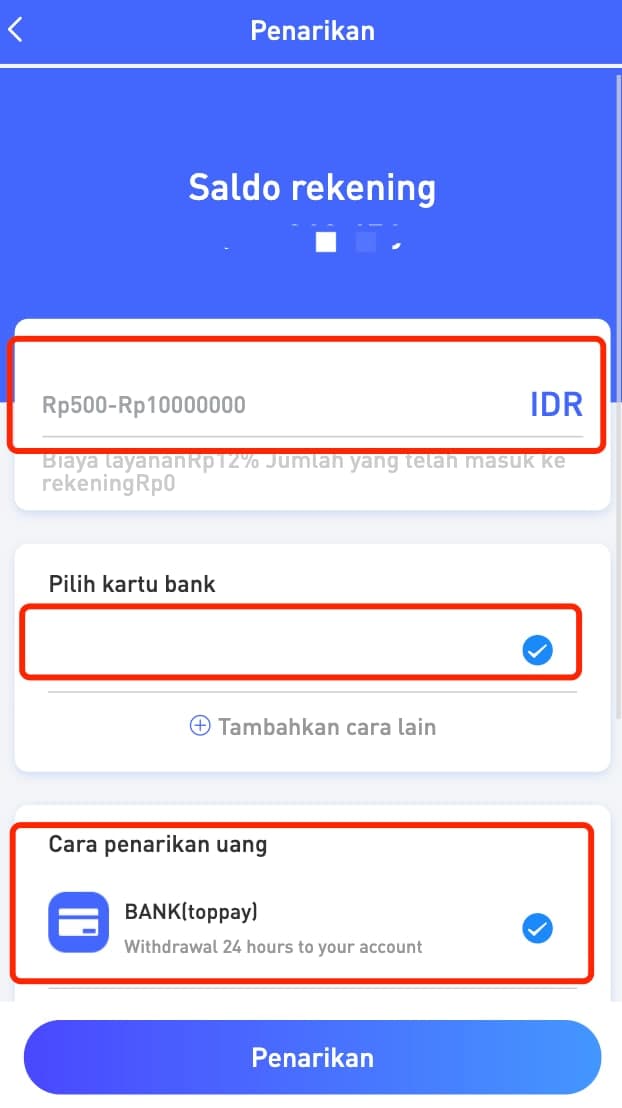 Penarikan
Saldo rekening
Rp500-Rp10000000
IDR
Biaya layananRp12% Jumlah yang telah masuk ke
rekeningRp0
Pilih kartu bank
Tambahkan cara lain
Cara penarikan uang
BANK(toppay)
Withdrawal 24 hours to your account
Penarikan